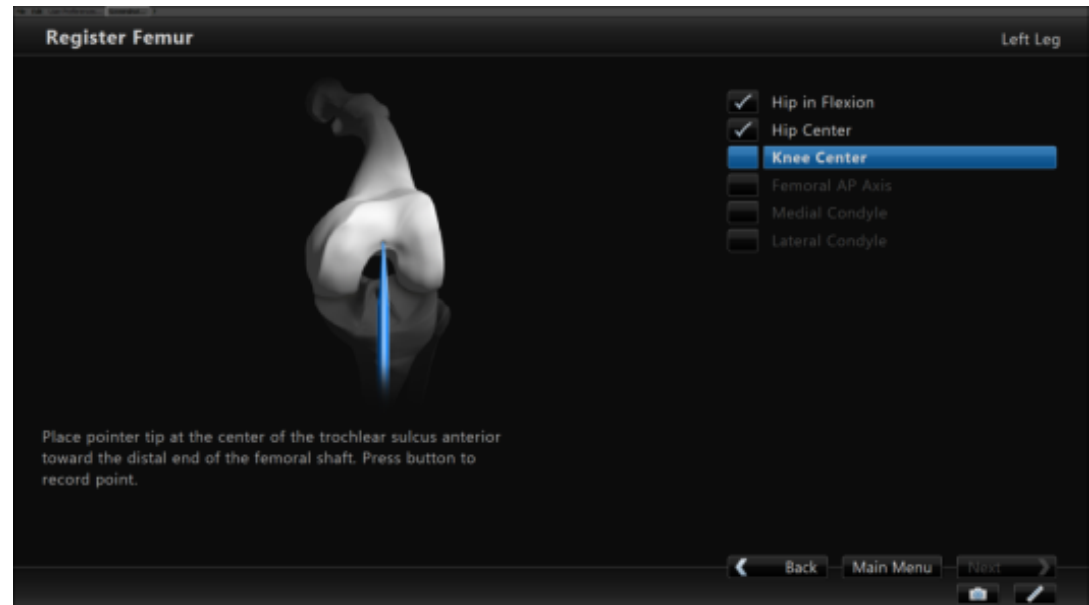 Register Femur
Left Leg
Hip in Flexion
Hip Center
Knee Center
Femoral AP Axis
Medial Condyle
Lateral Condyle
Place pointer tip at the center of the trochlear sulcus anterior
toward the distal end of the femoral shaft. Press button to
record point.
Back
Main Menu
Next